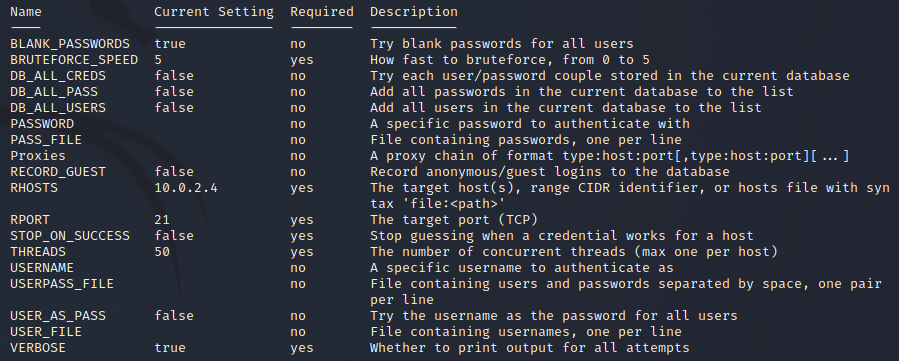 Name Current Setting Required Description
BLANK_PASSWORDS true no Try blank passwords for all users
BRUTEFORCE_SPEED 5 yes How fast to bruteforce, from 0 to 5
DB_ALL_CREDS false no Try each user/password couple stored in the current database
DB_ALL_PASS false no Add all passwords in the current database to the list
DB_ALL_USERS false no Add all users in the current database to the list
PASSWORD no A specific password to authenticate with
PASS_FILE no File containing passwords, one per line
Proxies no A proxy chain of format type:host:port[,type:host:port][...]
RECORD_GUEST false no Record anonymous/guest logins to the database
RHOSTS 10.0.2.4 yes The target host(s), range CIDR identifier, or hosts file with syn
tax 'file:<path>'
RPORT 21 yes The target port (TCP)
STOP_ON_SUCCESS false yes Stop guessing when a credential works for a host
THREADS 50 yes The number of concurrent threads (max one per host)
USERNAME no A specific username to authenticate as
USERPASS_FILE no File containing users and passwords separated by space, one pair
per line
USER_AS_PASS false no Try the username as the password for all users
USER_FILE no File containing usernames, one per line
VERBOSE true yes Whether to print output for all attempts